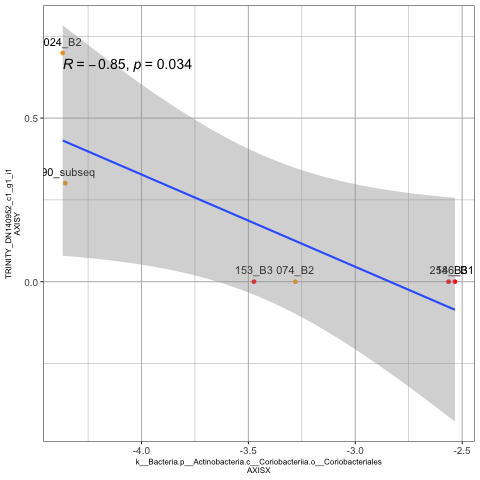 024_B2
R = −0.85, p = 0.034
0.5
90_subseq
153_B3 074_B2
0.0
-4.0 -3.5 -3.0 -2.5
k__Bacteria.p__Actinobacteria.c__Coriobacteriia.o__Coriobacteriales
AXISX
TRINITY_DN140952_c1_g1_i1
AXISY